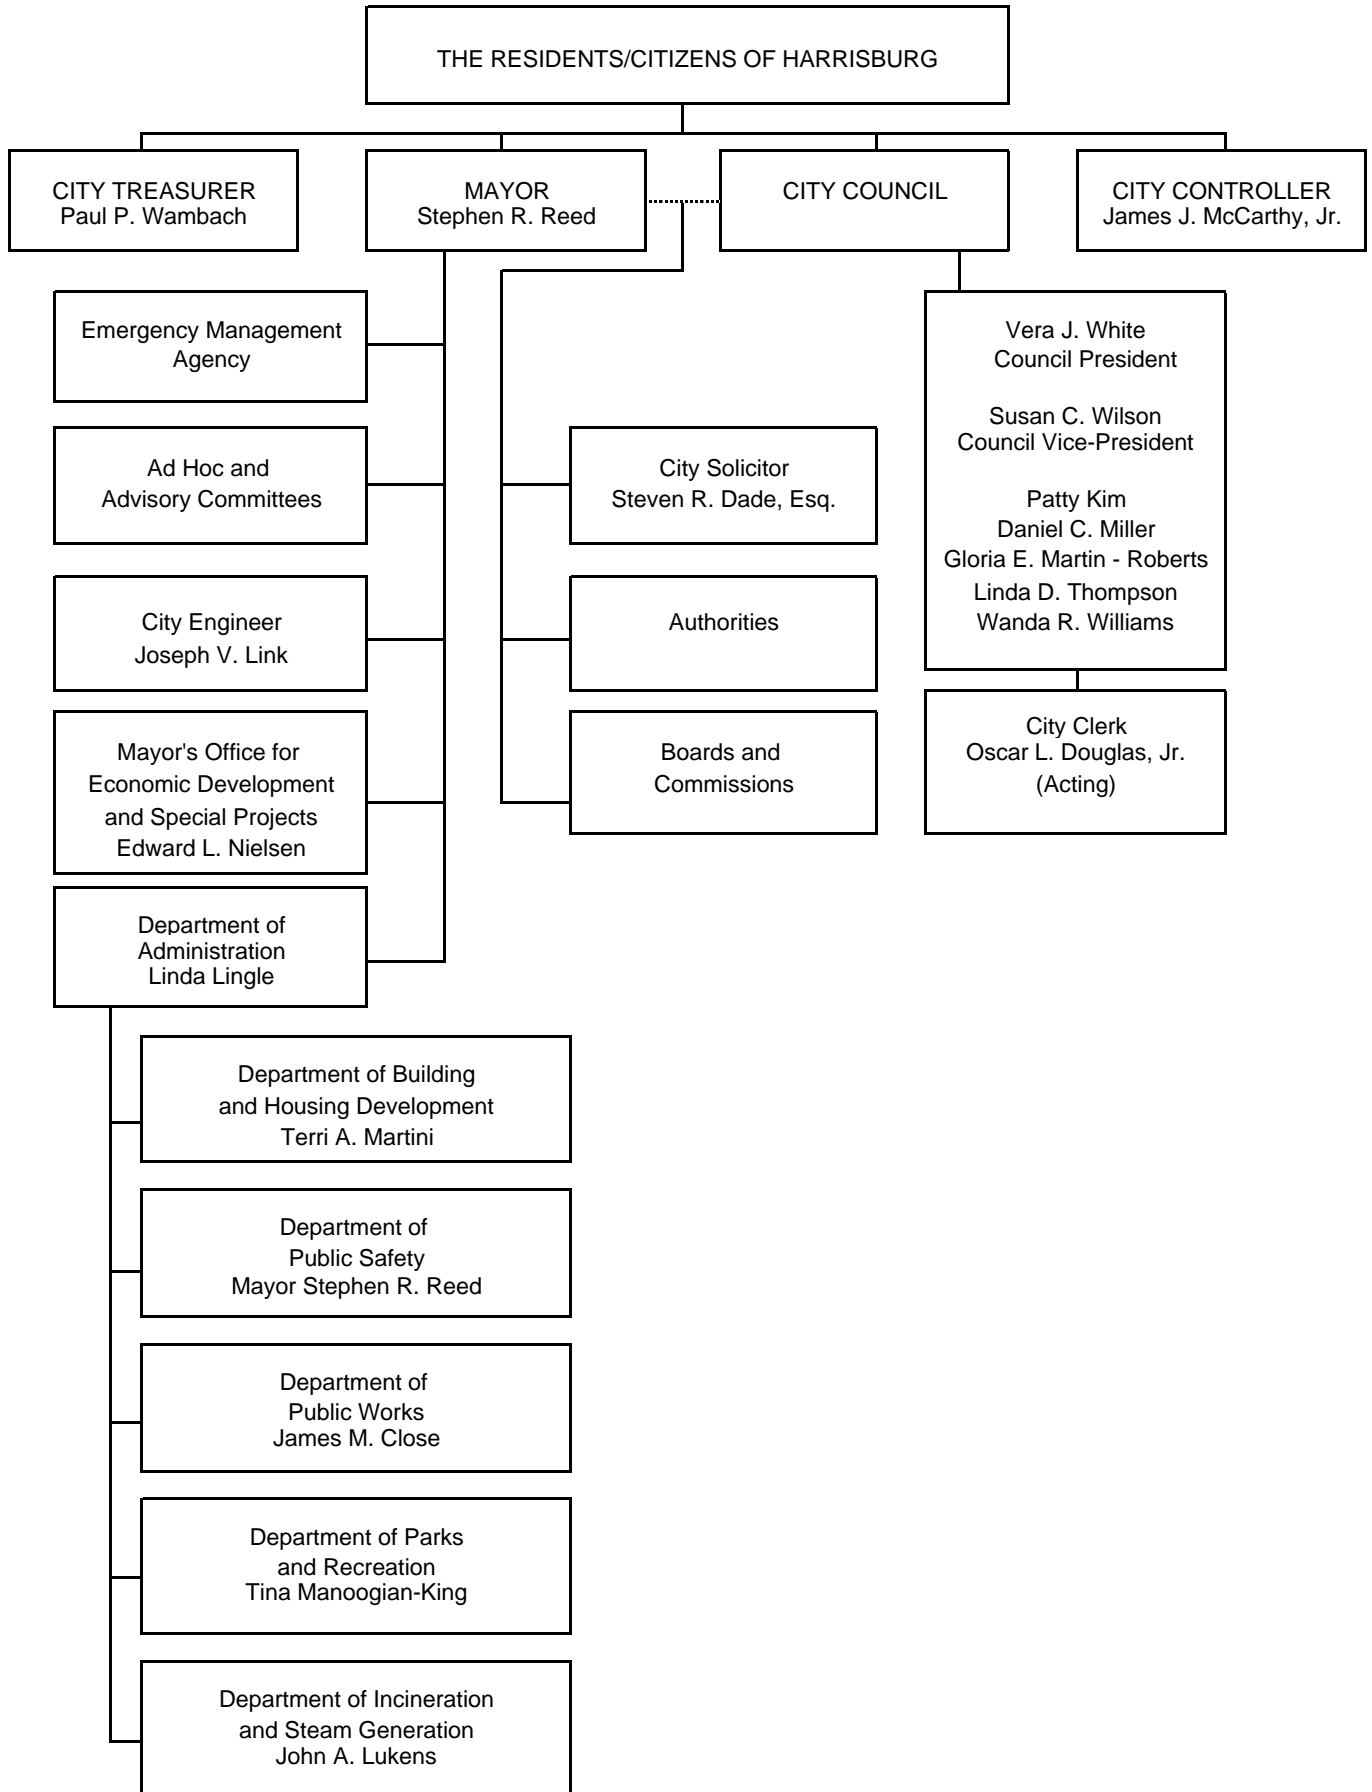 THE RESIDENTS/CITIZENS OF HARRISBURG
CITY TREASURER
Paul P. Wambach
MAYOR
Stephen R. Reed
CITY COUNCIL
CITY CONTROLLER
James J. McCarthy, Jr.
Emergency Management
Agency
Ad Hoc and
Advisory Committees
City Engineer
Joseph V. Link
Mayor's Office for
Economic Development
and Special Projects
Edward L. Nielsen
Department of
Administration
Linda Lingle
City Solicitor
Steven R. Dade, Esq.
Authorities
Boards and
Commissions
Vera J. White
Council President
Susan C. Wilson
Council Vice-President
Patty Kim
Daniel C. Miller
Gloria E. Martin - Roberts
Linda D. Thompson
Wanda R. Williams
City Clerk
Oscar L. Douglas, Jr.
(Acting)
Department of Building
and Housing Development
Terri A. Martini
Department of
Public Safety
Mayor Stephen R. Reed
Department of
Public Works
James M. Close
Department of Parks
and Recreation
Tina Manoogian-King
Department of Incineration
and Steam Generation
John A. Lukens